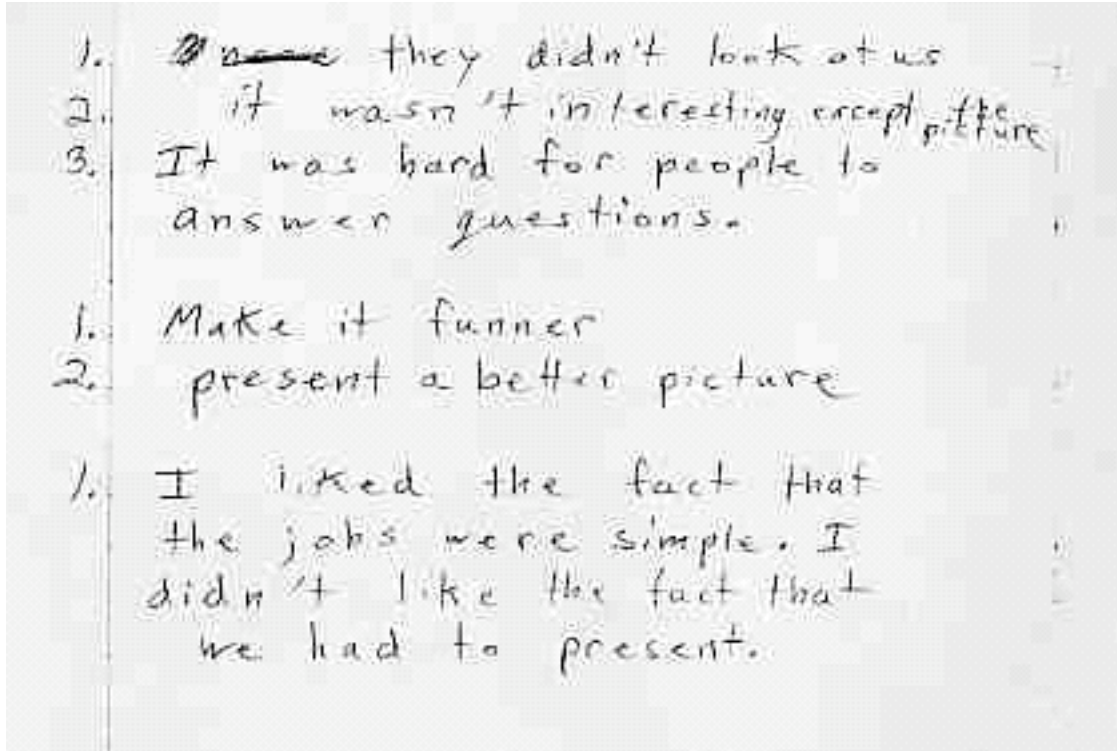 1. they didn't look at us
2. it wasn't interesting except the picture
3. It was hard for people to
answer questions.
1. Make it funner
2. present a better picture
1. I liked the fact that
the jobs were simple. I
didn't like the fact that
we had to present.